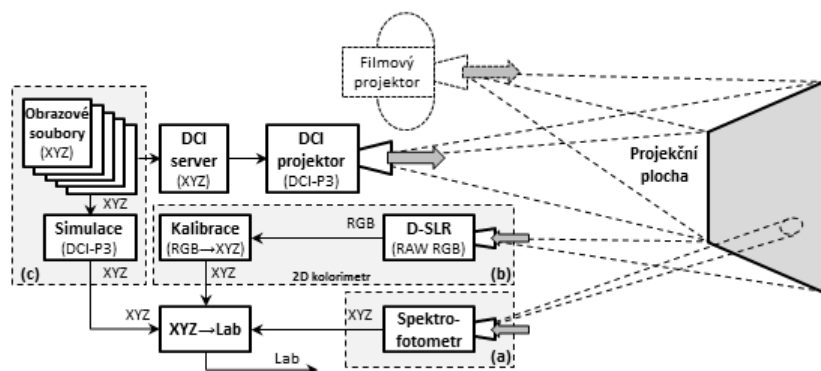 Filmový
projektor
Obrazové
soubory
(XYZ)
DCI
server
(XYZ)
DCI
projektor
(DCI-P3)
Projekční
plocha
XYZ
Simulace
(DCI-P3)
XYZ
(c)
Kalibrace
(RGB→XYZ)
RGB
D-SLR
(RAW RGB)
XYZ
2D kolorimetr
(b)
XYZ
XYZ→Lab
XYZ
Spektro-
fotometr
(a)
Lab